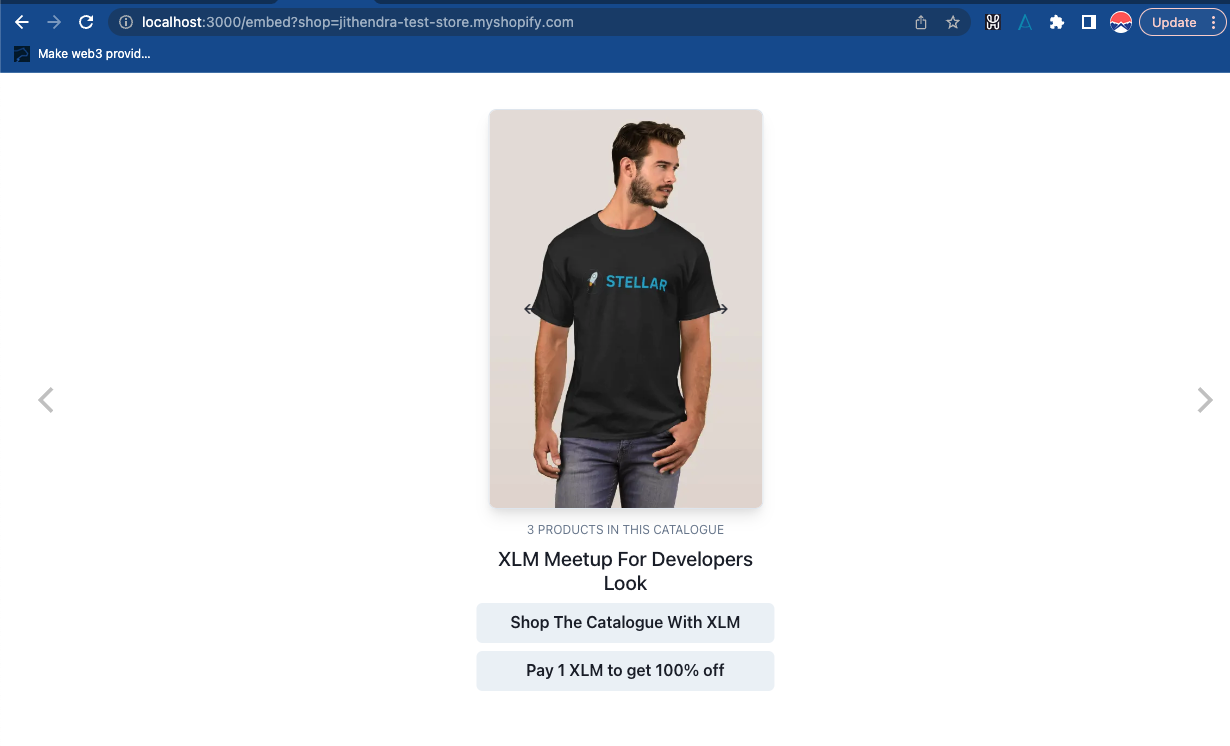 localhost:3000/embed?shop=jithendra-test-store.myshopify.com
Update
Make web3 provid...
STELLAR
3 PRODUCTS IN THIS CATALOGUE
XLM Meetup For Developers
Look
Shop The Catalogue With XLM
Pay 1 XLM to get 100% off